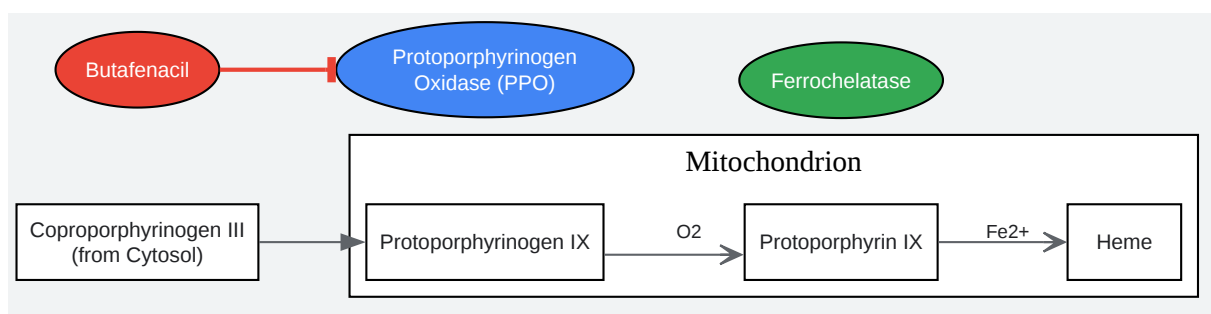 Butafenacil
Protoporphyrinogen
Oxidase (PPO)
Ferrochelatase
Mitochondrion
Coproporphyrinogen III
(from Cytosol)
Protoporphyrinogen IX
O2
Protoporphyrin IX
Fe2+
Heme